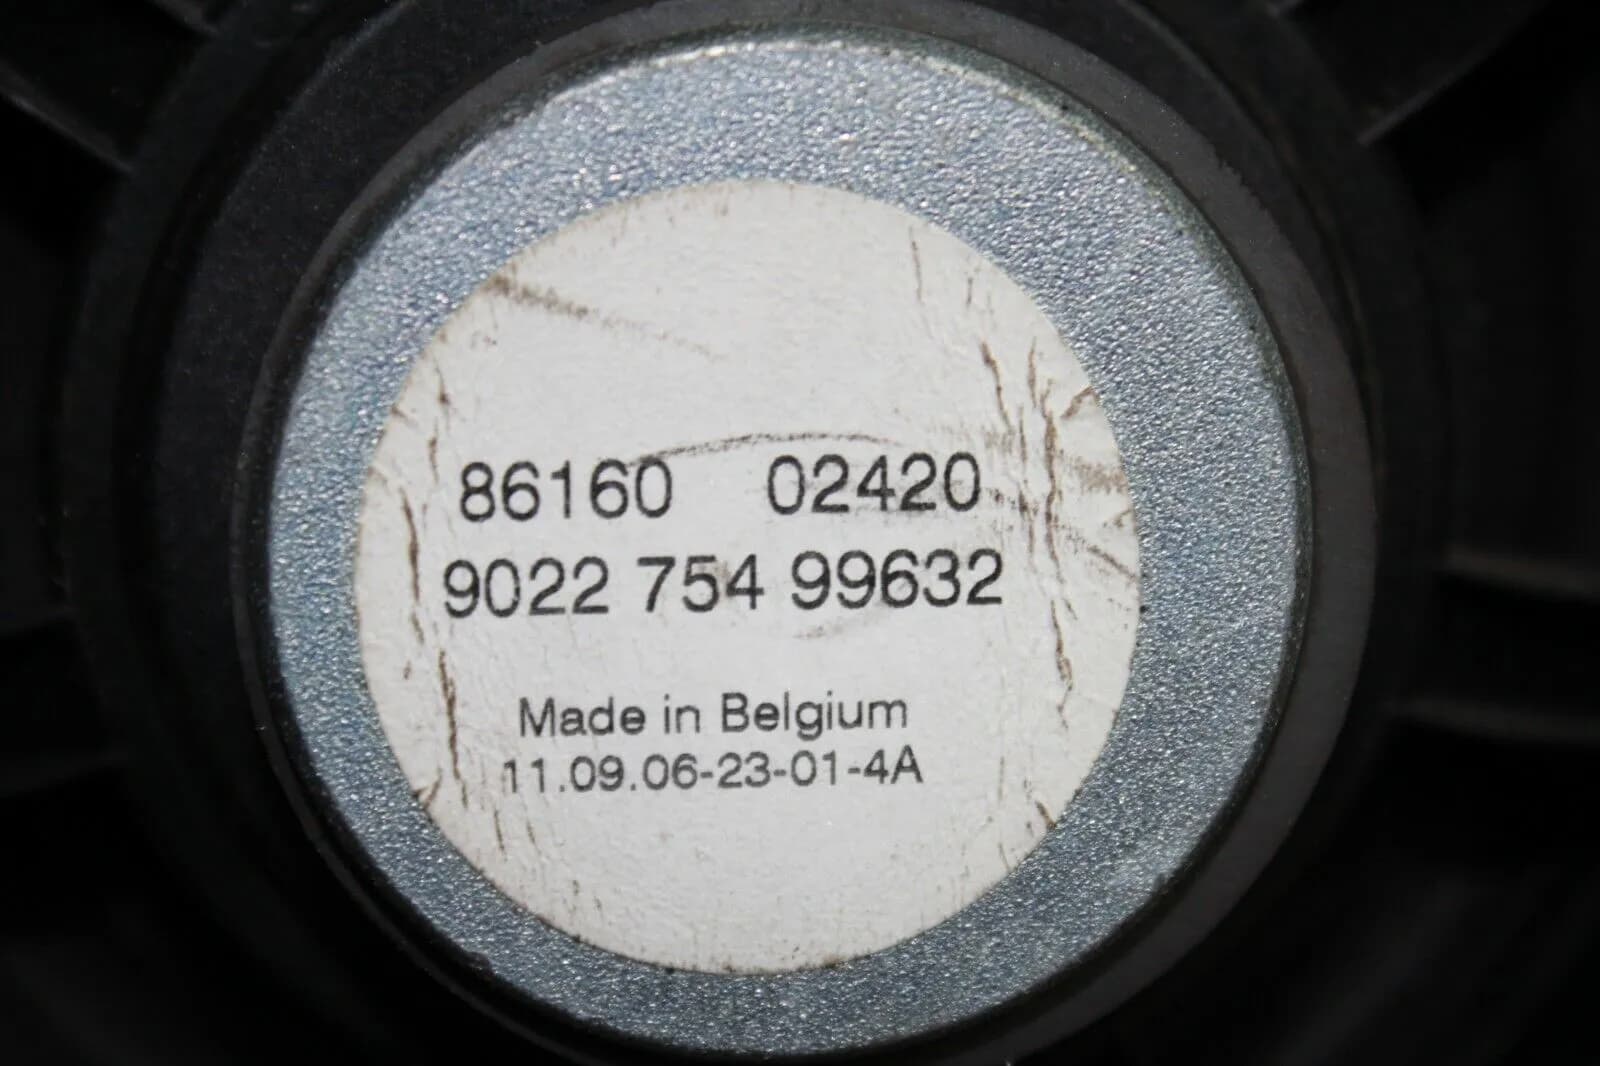 86160 02420
9022 754 99632
Made in Belgium
11.09.06-23-01-4A